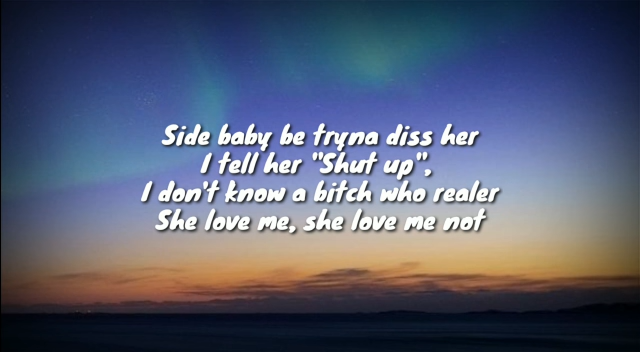 Side baby be tryna diss her
I tell her "Shut up",
I don't know a bitch who realer
She love me, she love me not